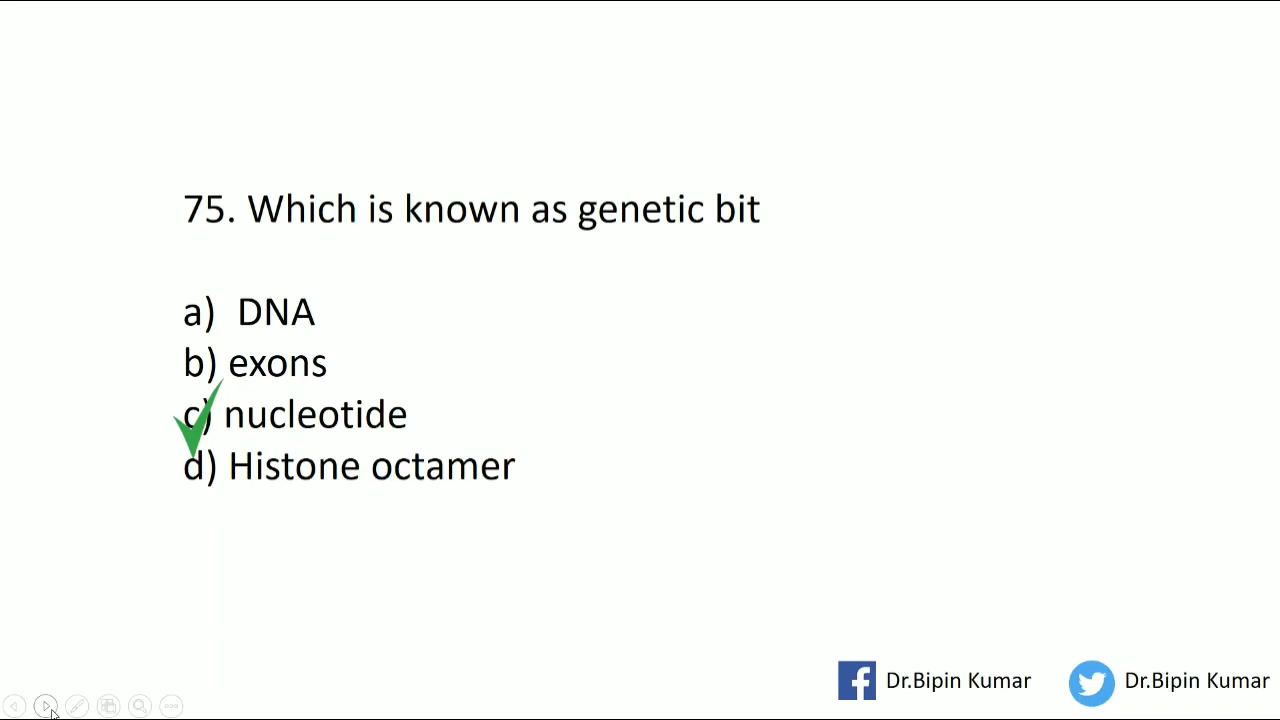 75. Which is known as genetic bit
a) DNA
b) exons
c) nucleotide
d) Histone octamer
Dr.Bipin Kumar
Dr.Bipin Kumar